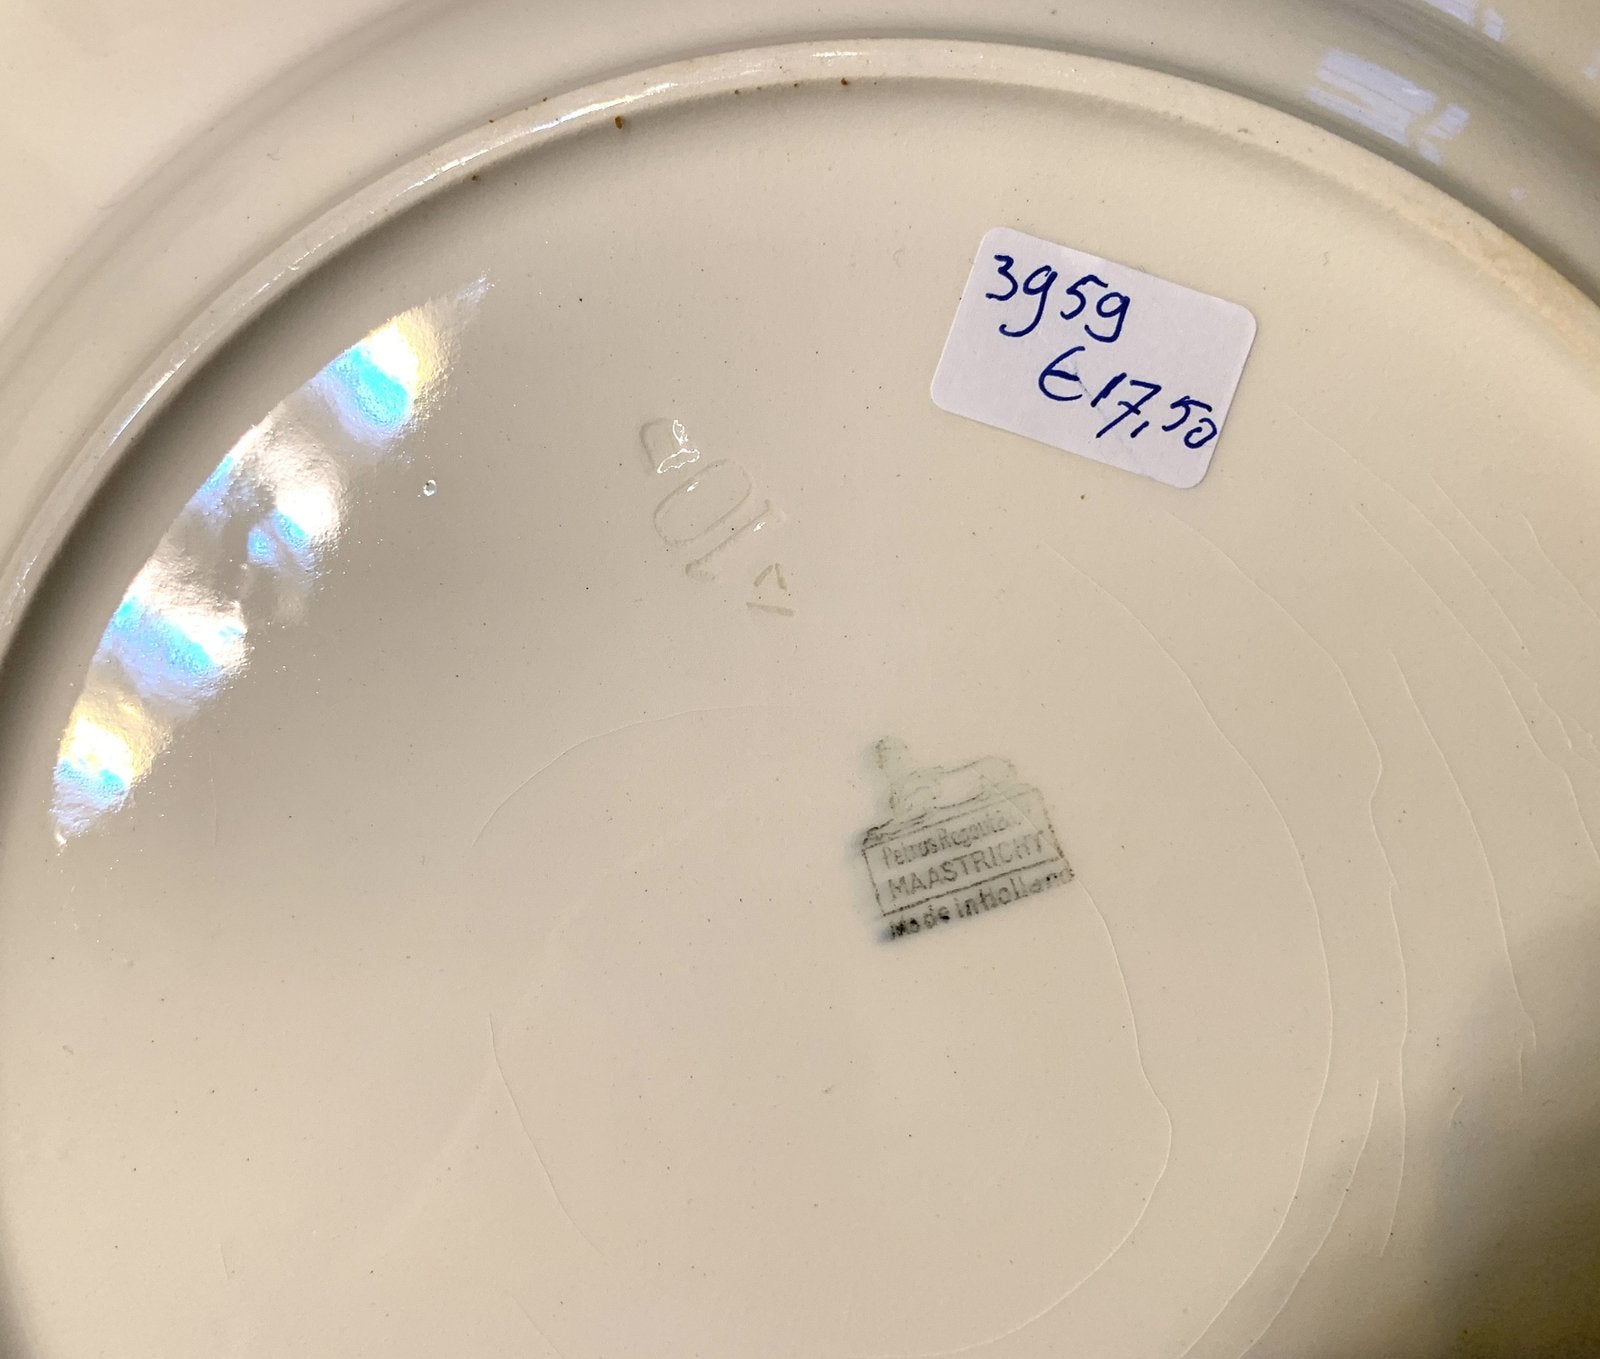 3959
€17,50
Petrus Regout
MAASTRICHT
Made in Holland